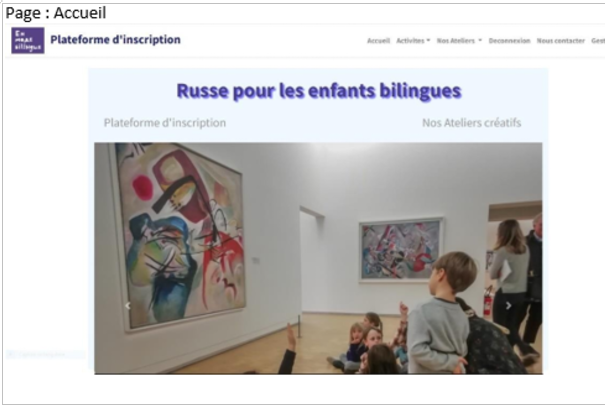 Page : Accueil
En mode bilingue
Plateforme d'inscription
Accueil Activites Nos Ateliers Deconnexion Nous contacter Gest
Russe pour les enfants bilingues
Plateforme d'inscription Nos Ateliers créatifs